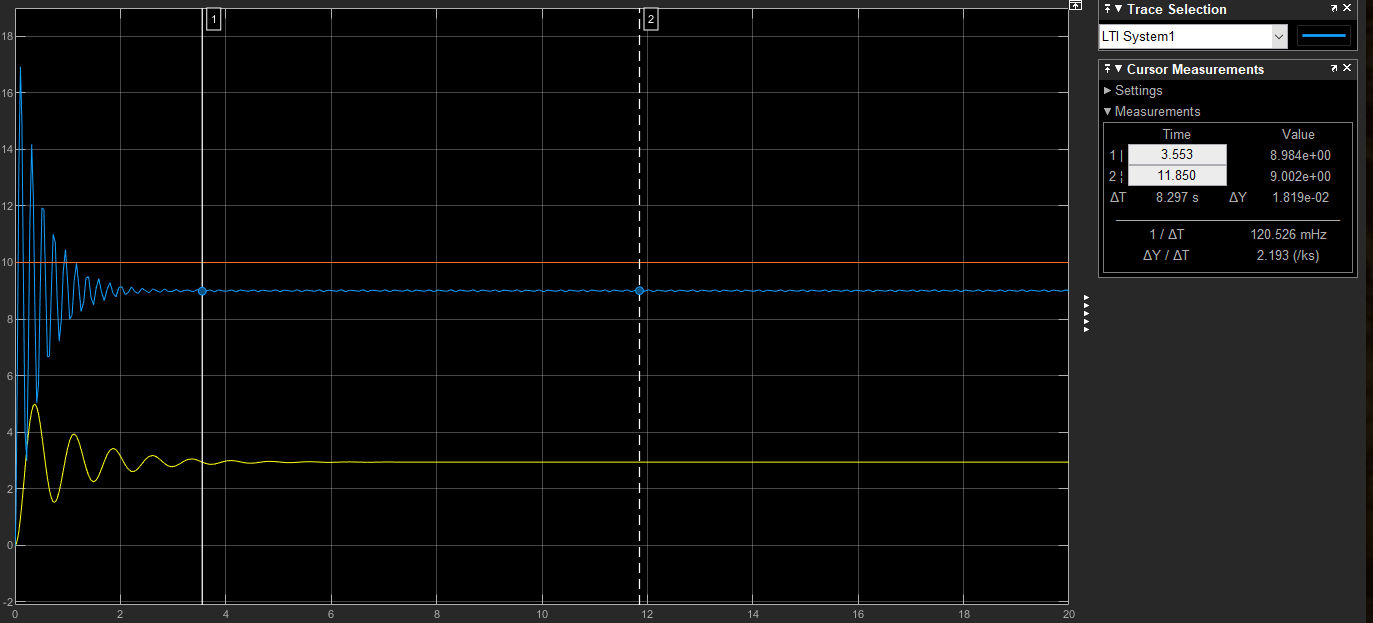 1
2
18
16
14
12
10
8
6
4
2
0
-2
0 2 4 6 8 10 12 14 16 18 20
Trace Selection
LTI System1
Cursor Measurements
Settings
Measurements
Time Value
1 | 3.553 8.984e+00
2 ¦ 11.850 9.002e+00
ΔT 8.297 s ΔY 1.819e-02
1 / ΔT 120.526 mHz
ΔY / ΔT 2.193 (/ks)